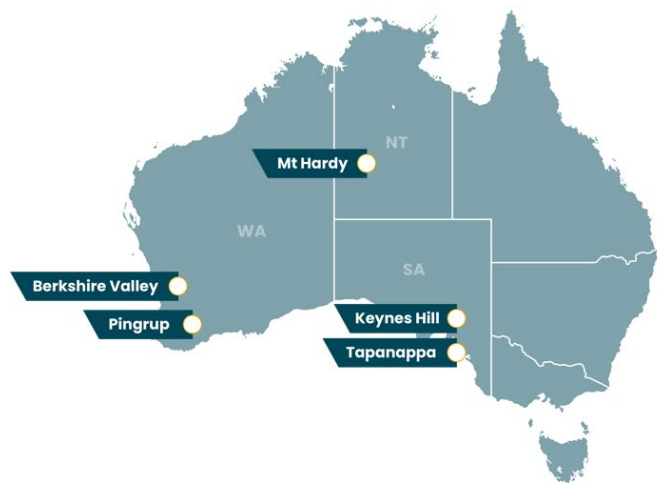 NT
Mt Hardy
WA
SA
Berkshire Valley
Keynes Hill
Pingrup
Tapanappa